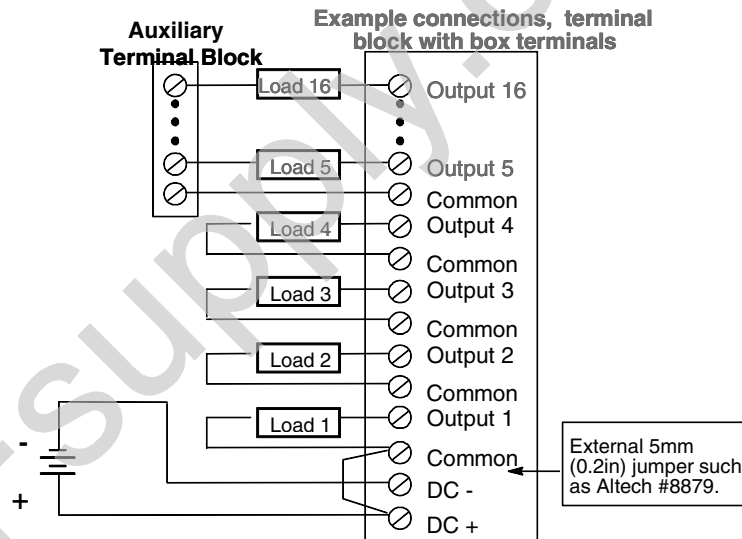 Auxiliary
Terminal Block
Example connections, terminal
block with box terminals
Load 16
Output 16
Load 5
Output 5
Common
Load 4
Output 4
Common
Load 3
Output 3
Common
Load 2
Output 2
Common
Load 1
Output 1
Common
DC -
DC +
-
+
External 5mm
(0.2in) jumper such
as Altech #8879.
supply.